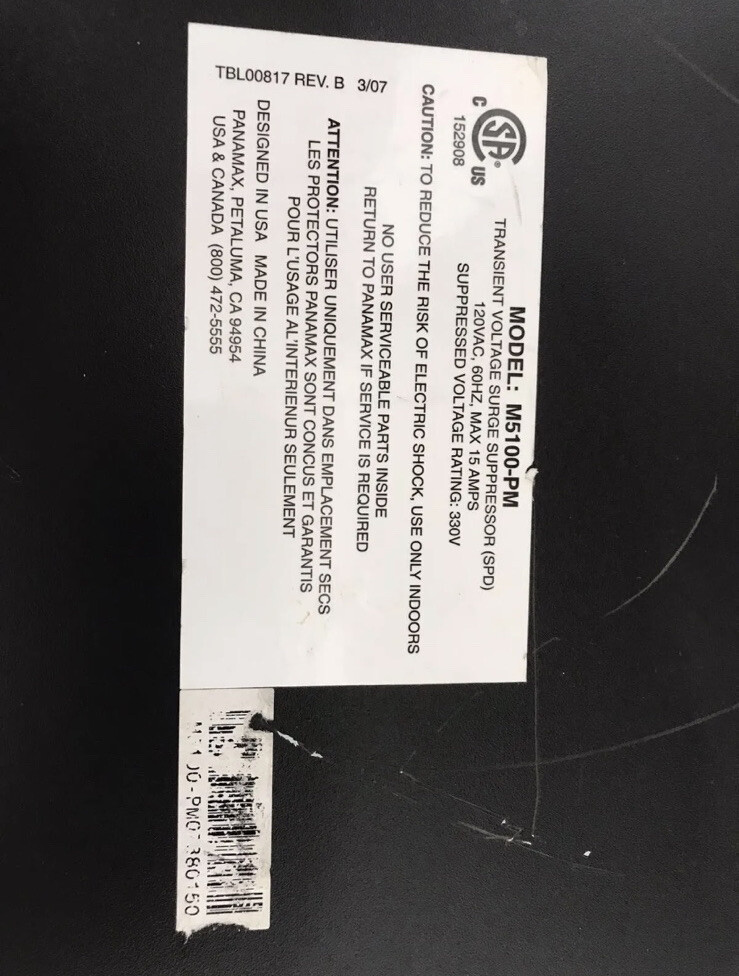 C SA® US
152908
MODEL: M5100-PM
TRANSIENT VOLTAGE SURGE SUPPRESSOR (SPD)
120VAC, 60HZ, MAX 15 AMPS
SUPPRESSED VOLTAGE RATING: 330V
CAUTION: TO REDUCE THE RISK OF ELECTRIC SHOCK, USE ONLY INDOORS
NO USER SERVICEABLE PARTS INSIDE
RETURN TO PANAMAX IF SERVICE IS REQUIRED
ATTENTION: UTILISER UNIQUEMENT DANS EMPLACEMENT SECS
LES PROTECTORS PANAMAX SONT CONCUS ET GARANTIS
POUR L'USAGE AL'INTERIENUR SEULEMENT
DESIGNED IN USA MADE IN CHINA
PANAMAX, PETALUMA, CA 94954
USA & CANADA (800) 472-5555
TBL00817 REV. B 3/07